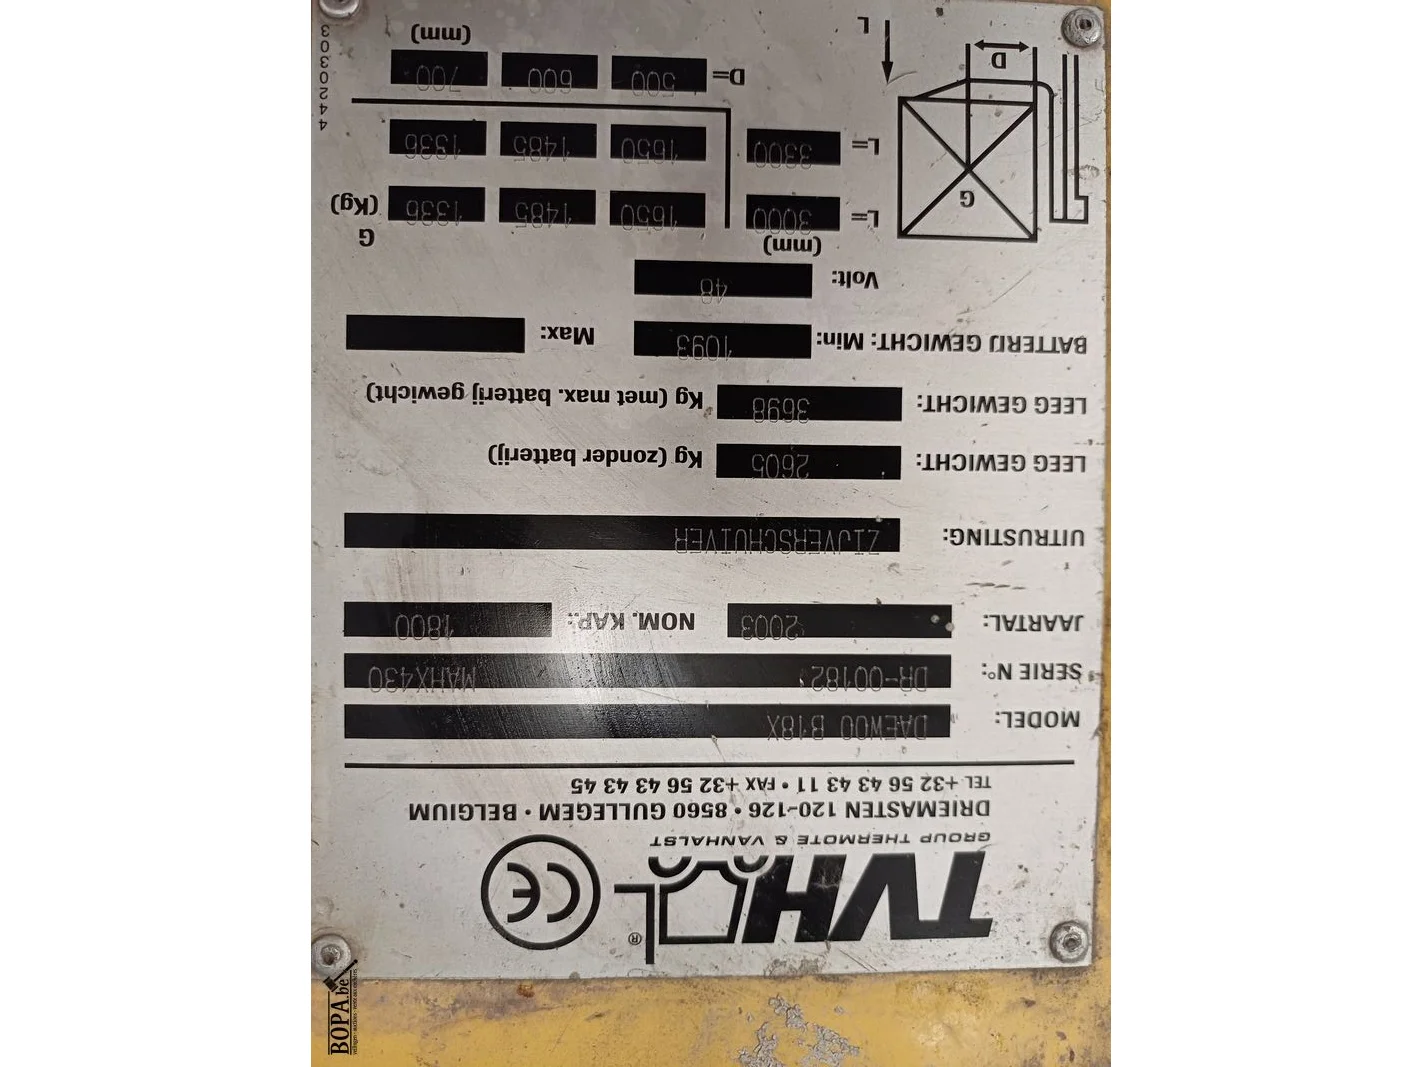 TVH
®
CE
GROUP THERMOTE & VANHALST
DRIEMASTEN 120-126 • 8560 GULLEGEM • BELGIUM
TEL +32 56 43 43 11 • FAX +32 56 43 43 45
MODEL: DAEWOO B18X
SERIE N°: DR-00182 MAHX430
JAARTAL: 2003 NOM. KAP.: 1800
UITRUSTING: ZIJVERSCHUIVER
LEEG GEWICHT: 2605 Kg (zonder batterij)
LEEG GEWICHT: 3698 Kg (met max. batterij gewicht)
BATTERIJ GEWICHT: Min: 1093 Max:
Volt: 48
(mm) G
L= 3000 1650 1485 1336 (Kg)
L= 3300 1650 1485 1336
D= 500 600 700
(mm)
G
D
L
4424030
BOPA.be